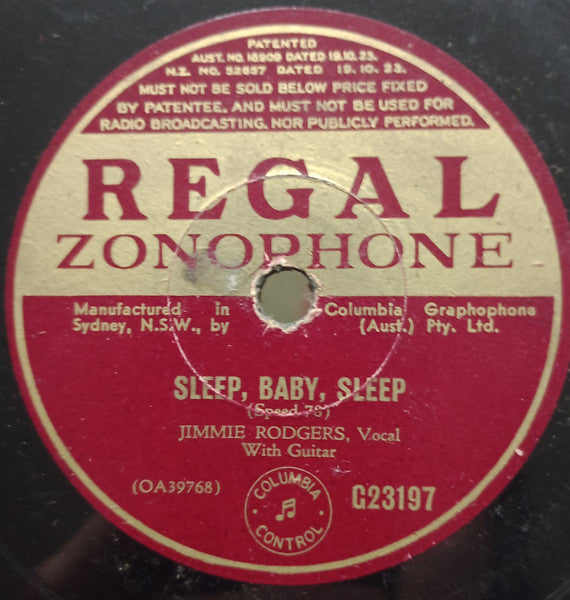 PATENTED
AUST. NO. 18909 DATED 19.10.23.
N.Z. NO. 52657 DATED 19.10.23.
MUST NOT BE SOLD BELOW PRICE FIXED
BY PATENTEE. AND MUST NOT BE USED FOR
RADIO BROADCASTING, NOR PUBLICLY PERFORMED.
REGAL
ZONOPHONE
Manufactured in Columbia Graphophone
Sydney, N.S.W., by (Aust.) Pty. Ltd.
SLEEP, BABY, SLEEP
(Speed 78)
JIMMIE RODGERS, Vocal
With Guitar
(OA39768)
COLUMBIA
CONTROL
G23197